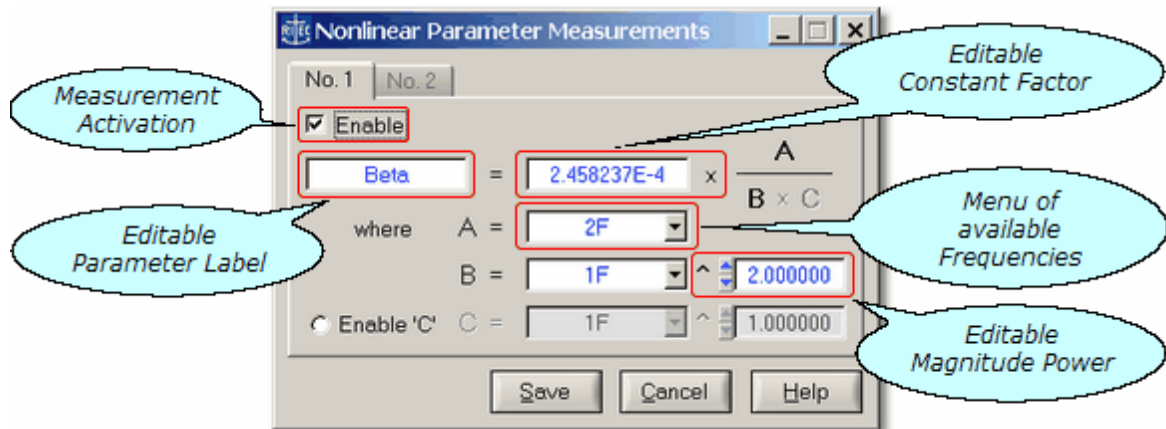 RITEC Nonlinear Parameter Measurements
No. 1 No. 2
Enable
Beta = 2.458237E-4 x A
B × C
where A = 2F
B = 1F ^ 2.000000
Enable 'C' C = 1F ^ 1.000000
Save Cancel Help
Measurement
Activation
Editable
Parameter Label
Editable
Constant Factor
Menu of
available
Frequencies
Editable
Magnitude Power